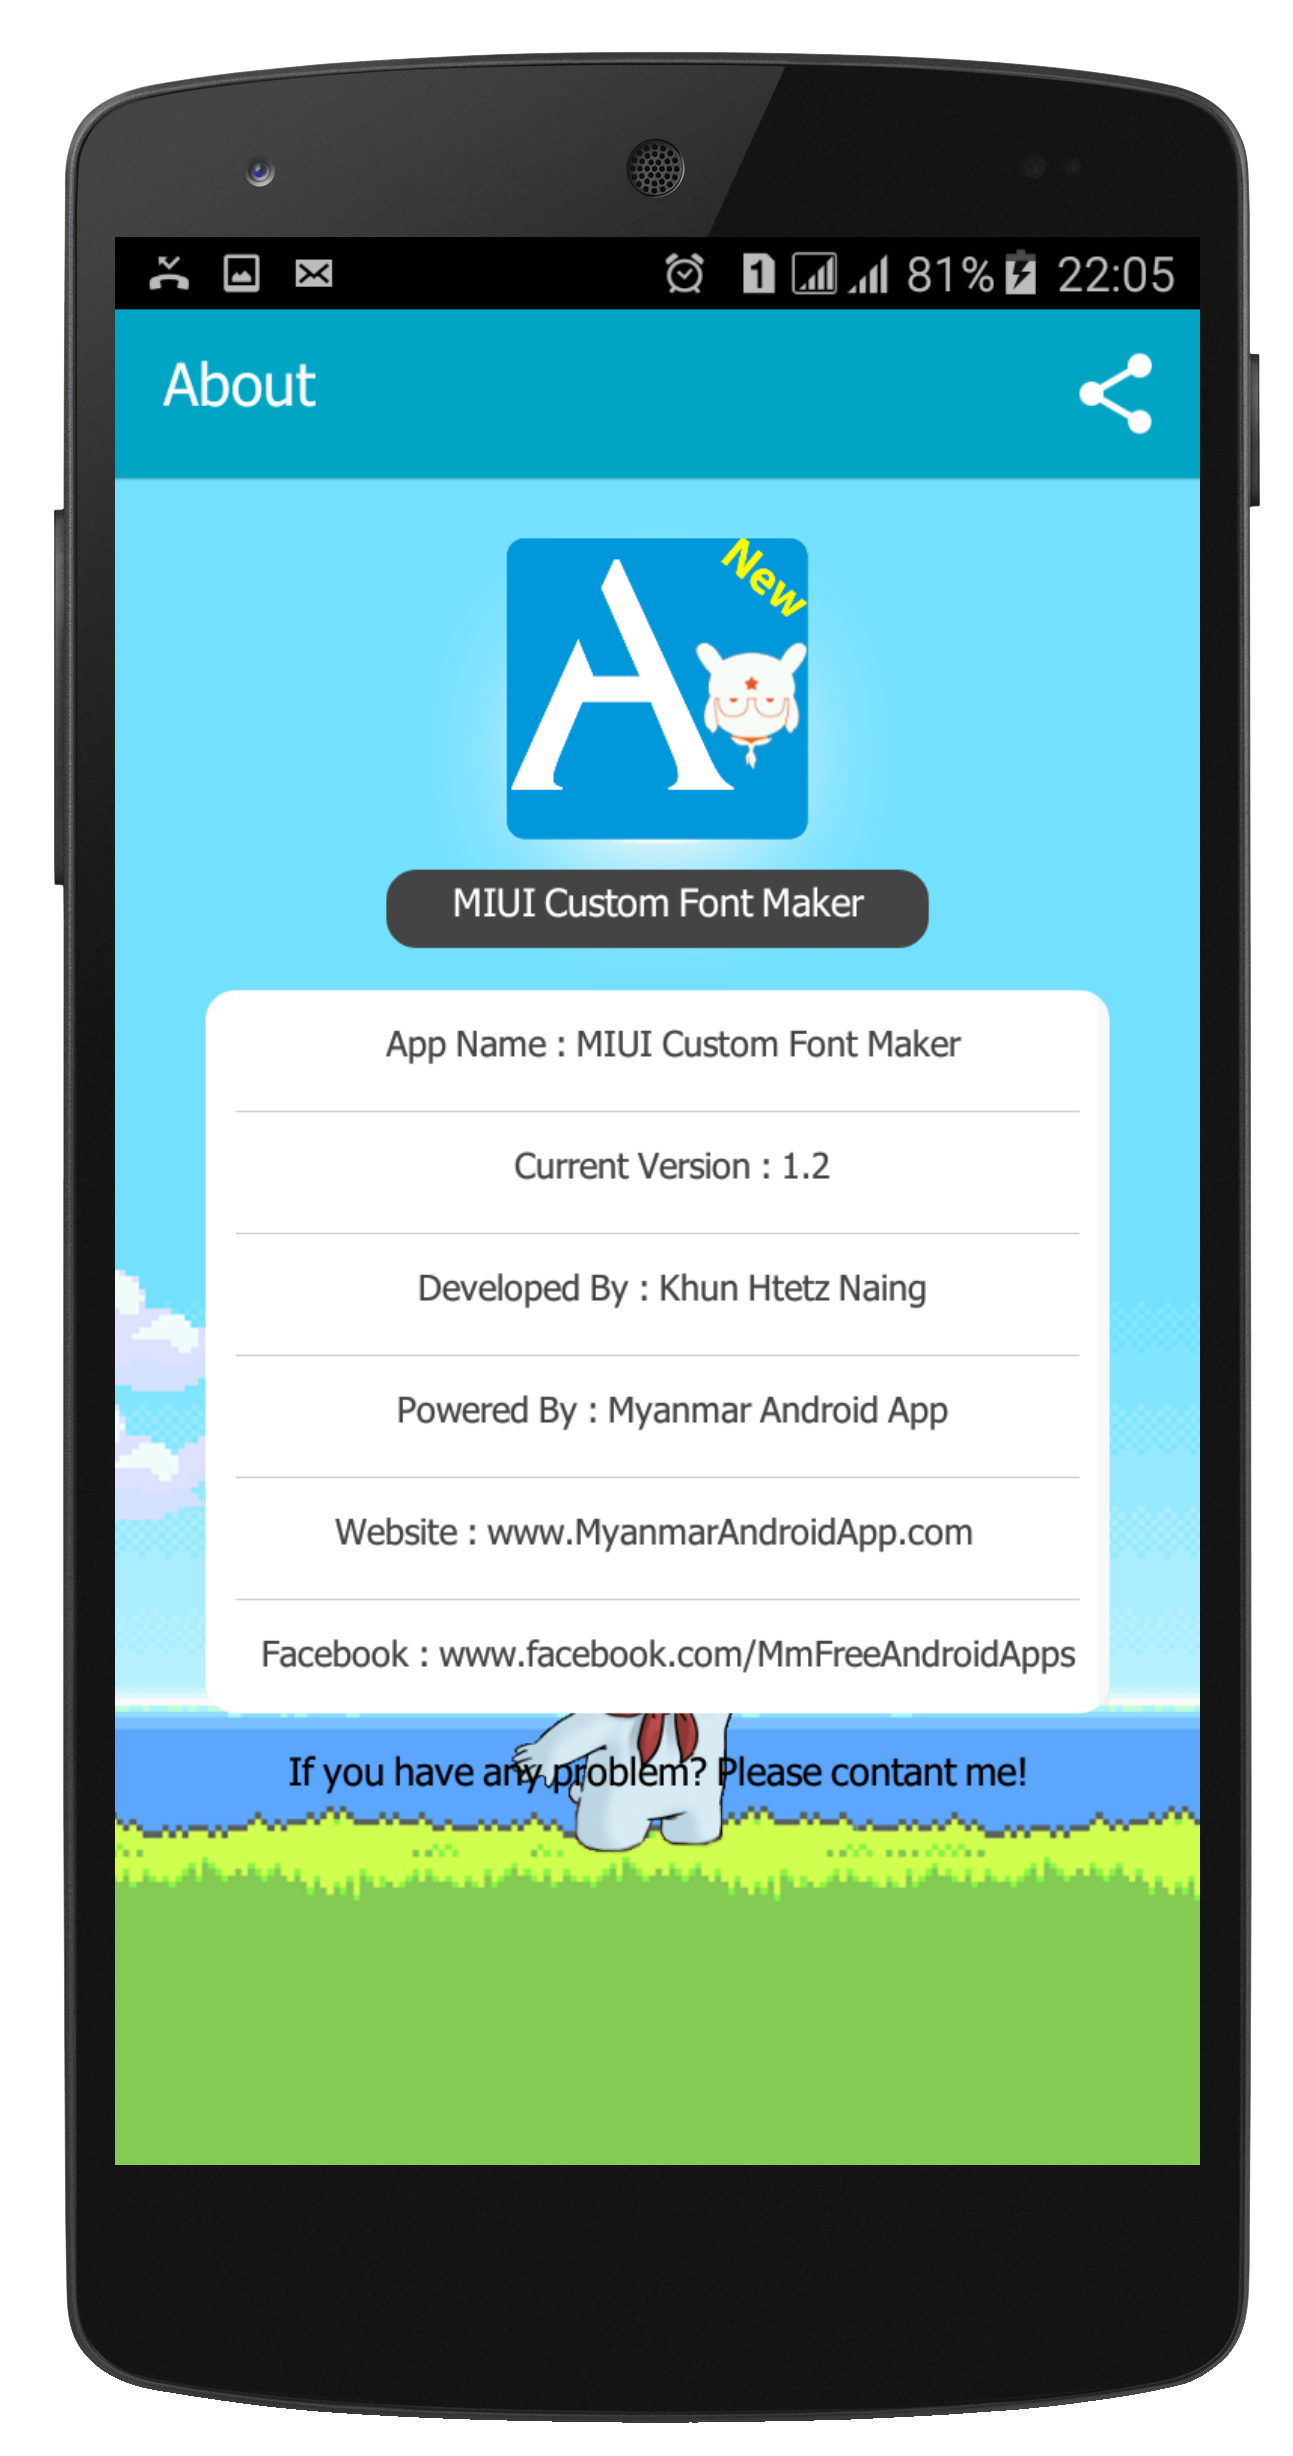 1 81% 22:05
About
New
MIUI Custom Font Maker
App Name : MIUI Custom Font Maker
Current Version : 1.2
Developed By : Khun Htetz Naing
Powered By : Myanmar Android App
Website : www.MyanmarAndroidApp.com
Facebook : www.facebook.com/MmFreeAndroidApps
If you have any problem? Please contant me!